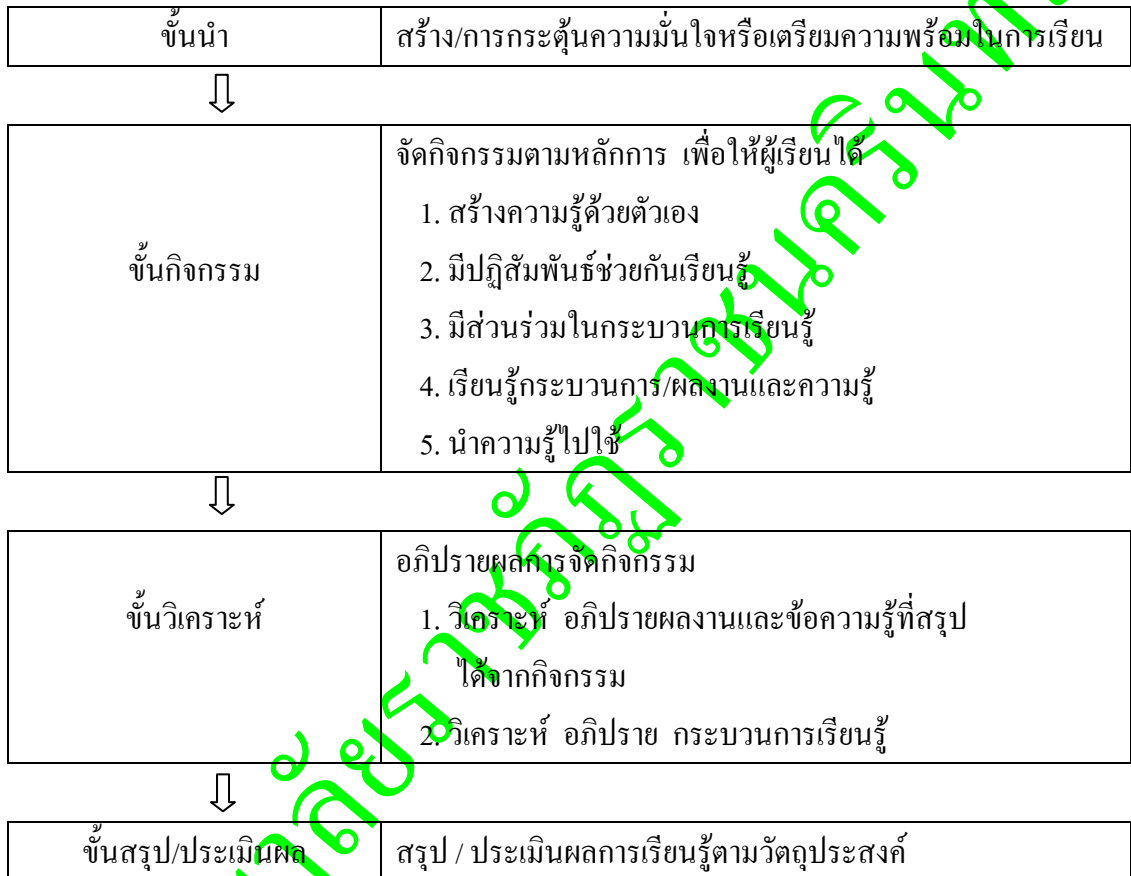 ขั้นนำ
สร้าง/การกระตุ้นความมั่นใจหรือเตรียมความพร้อมในการเรียน
ขั้นกิจกรรม
จัดกิจกรรมตามหลักการ เพื่อให้ผู้เรียนได้
1. สร้างความรู้ด้วยตัวเอง
2. มีปฏิสัมพันธ์ช่วยกันเรียนรู้
3. มีส่วนร่วมในกระบวนการเรียนรู้
4. เรียนรู้กระบวนการ/ผลงานและความรู้
5. นำความรู้ไปใช้
ขั้นวิเคราะห์
อภิปรายผลการจัดกิจกรรม
1. วิเคราะห์ อภิปรายผลงานและข้อความรู้ที่สรุป
ได้จากกิจกรรม
2. วิเคราะห์ อภิปราย กระบวนการเรียนรู้
ขั้นสรุป/ประเมินผล
สรุป / ประเมินผลการเรียนรู้ตามวัตถุประสงค์